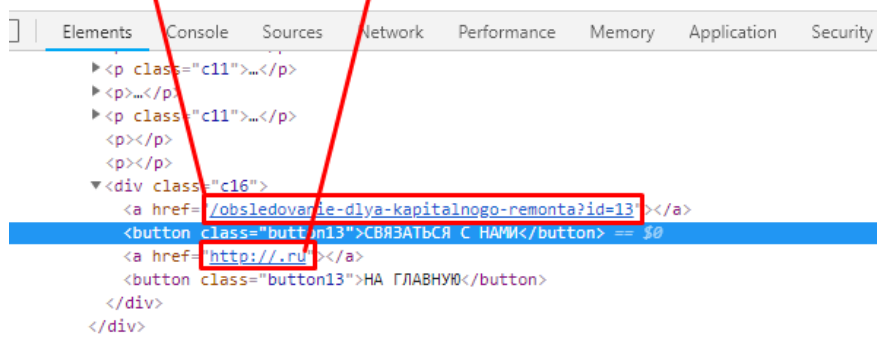 Elements Console Sources Network Performance Memory Application Security
▶<p class="c11">…</p>
▶<p>…</p>
▶<p class="c11">…</p>
<p></p>
<p></p>
▼<div class="c16">
<a href="/obsledovanie-dlya-kapitalnogo-remonta?id=13"></a>
<button class="button13">СВЯЗАТЬСЯ С НАМИ</button> == $0
<a href="http://.ru"></a>
<button class="button13">НА ГЛАВНУЮ</button>
</div>
</div>